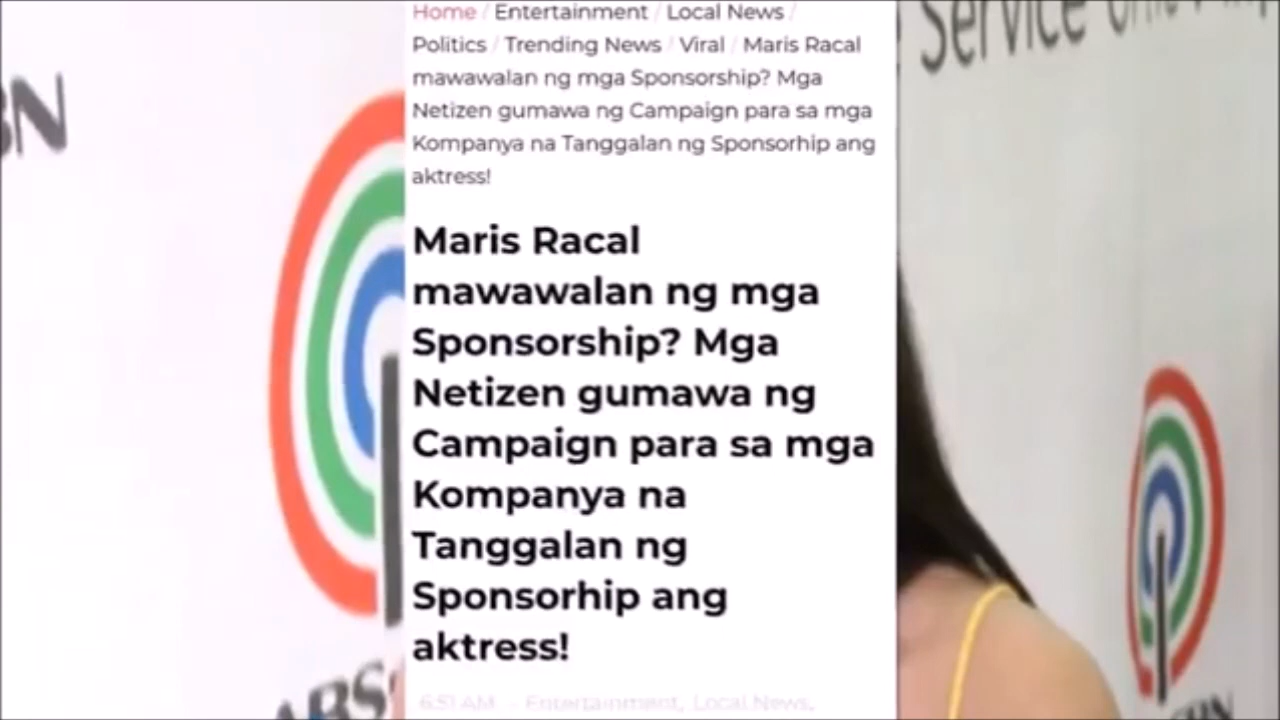 Home / Entertainment / Local News /
Politics / Trending News / Viral / Maris Racal
mawawalan ng mga Sponsorship? Mga
Netizen gumawa ng Campaign para sa mga
Kompanya na Tanggalan ng Sponsorhip ang
aktress!
Maris Racal
mawawalan ng mga
Sponsorship? Mga
Netizen gumawa ng
Campaign para sa mga
Kompanya na
Tanggalan ng
Sponsorhip ang
aktress!
6:51 AM Entertainment, Local News,
Service